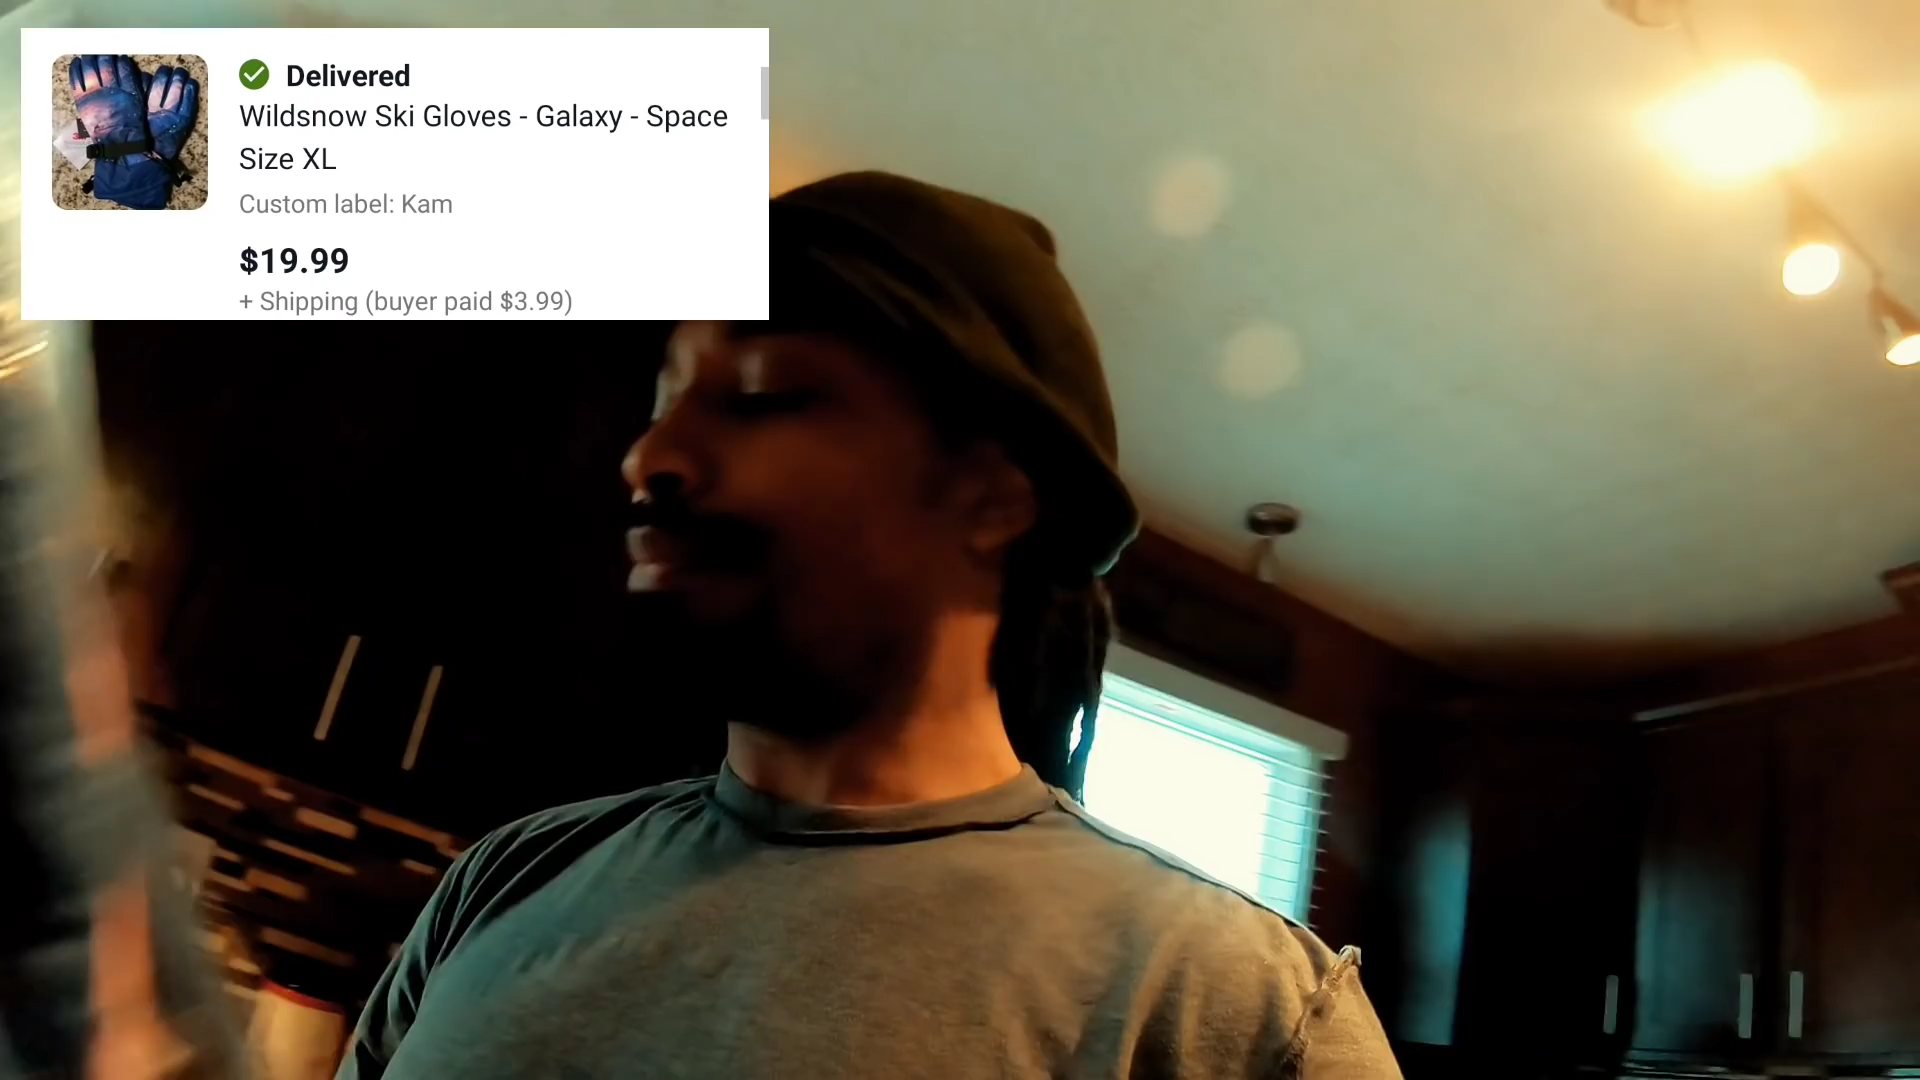 Delivered
Wildsnow Ski Gloves - Galaxy - Space
Size XL
Custom label: Kam
$19.99
+ Shipping (buyer paid $3.99)